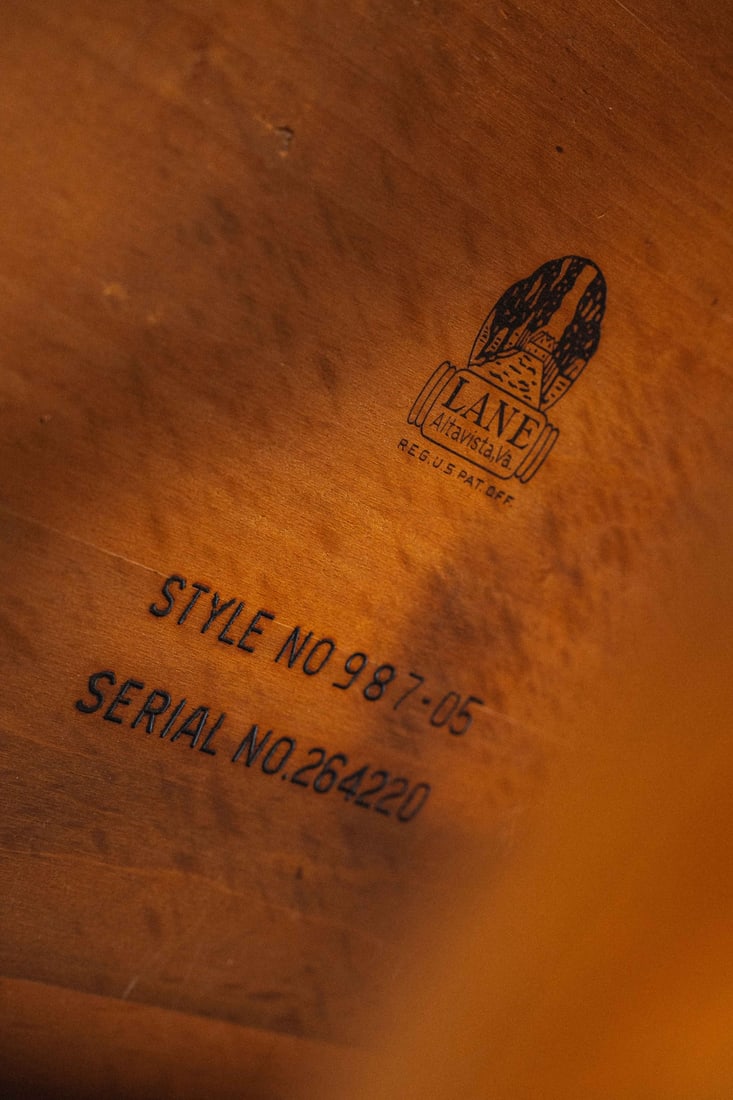 LANE
Altavista, Va.
REG. U.S. PAT. OFF.
STYLE NO 987-05
SERIAL NO. 264220